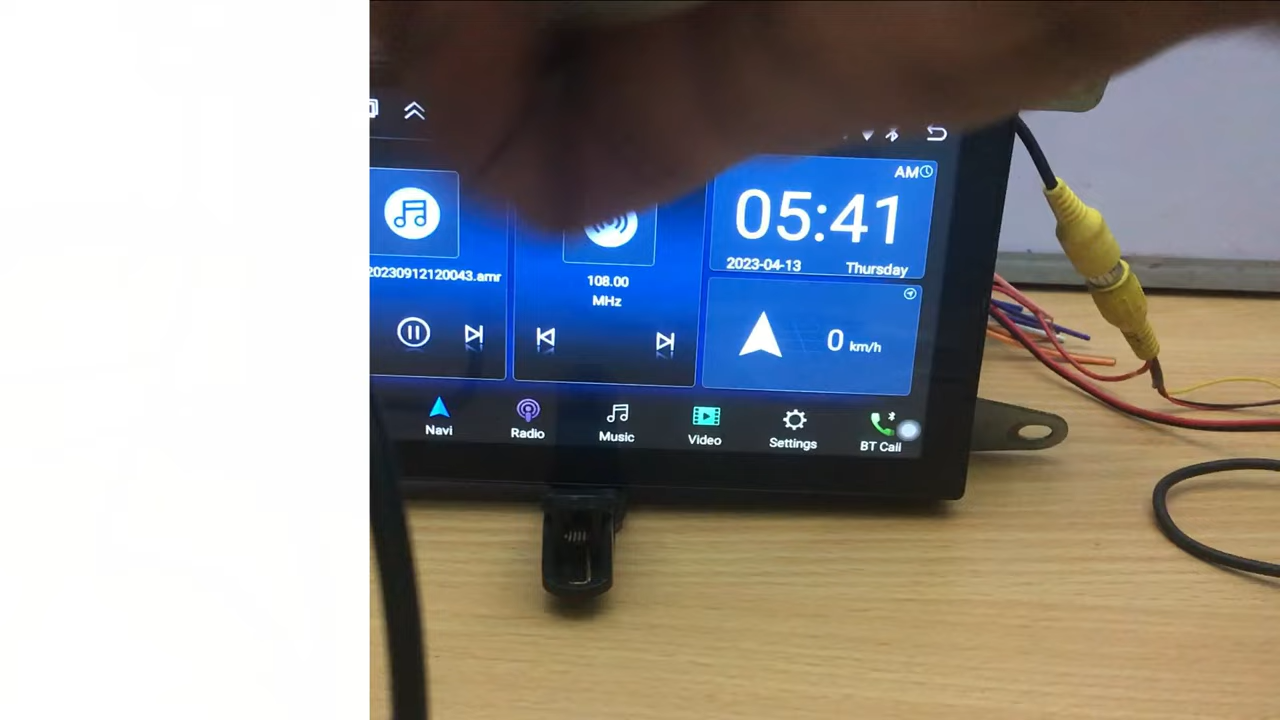 AM
05:41
2023-04-13 Thursday
20230912120043.amr
108.00
MHz
0 km/h
Navi
Radio
Music
Video
Settings
BT Call